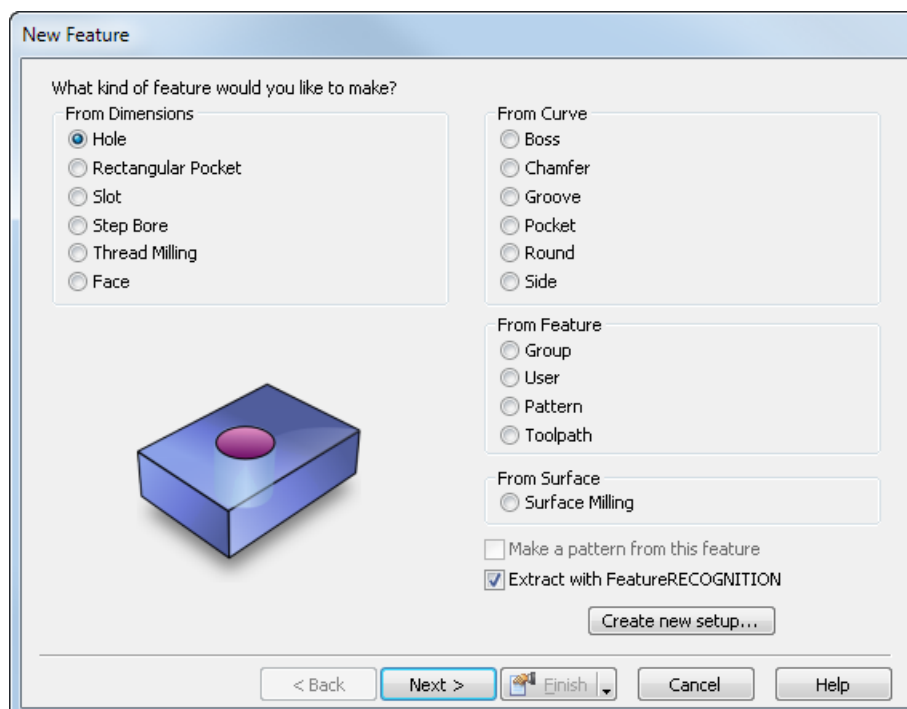 New Feature
What kind of feature would you like to make?
From Dimensions
Hole
Rectangular Pocket
Slot
Step Bore
Thread Milling
Face
From Curve
Boss
Chamfer
Groove
Pocket
Round
Side
From Feature
Group
User
Pattern
Toolpath
From Surface
Surface Milling
Make a pattern from this feature
Extract with FeatureRECOGNITION
Create new setup...
< Back Next > Finish Cancel Help